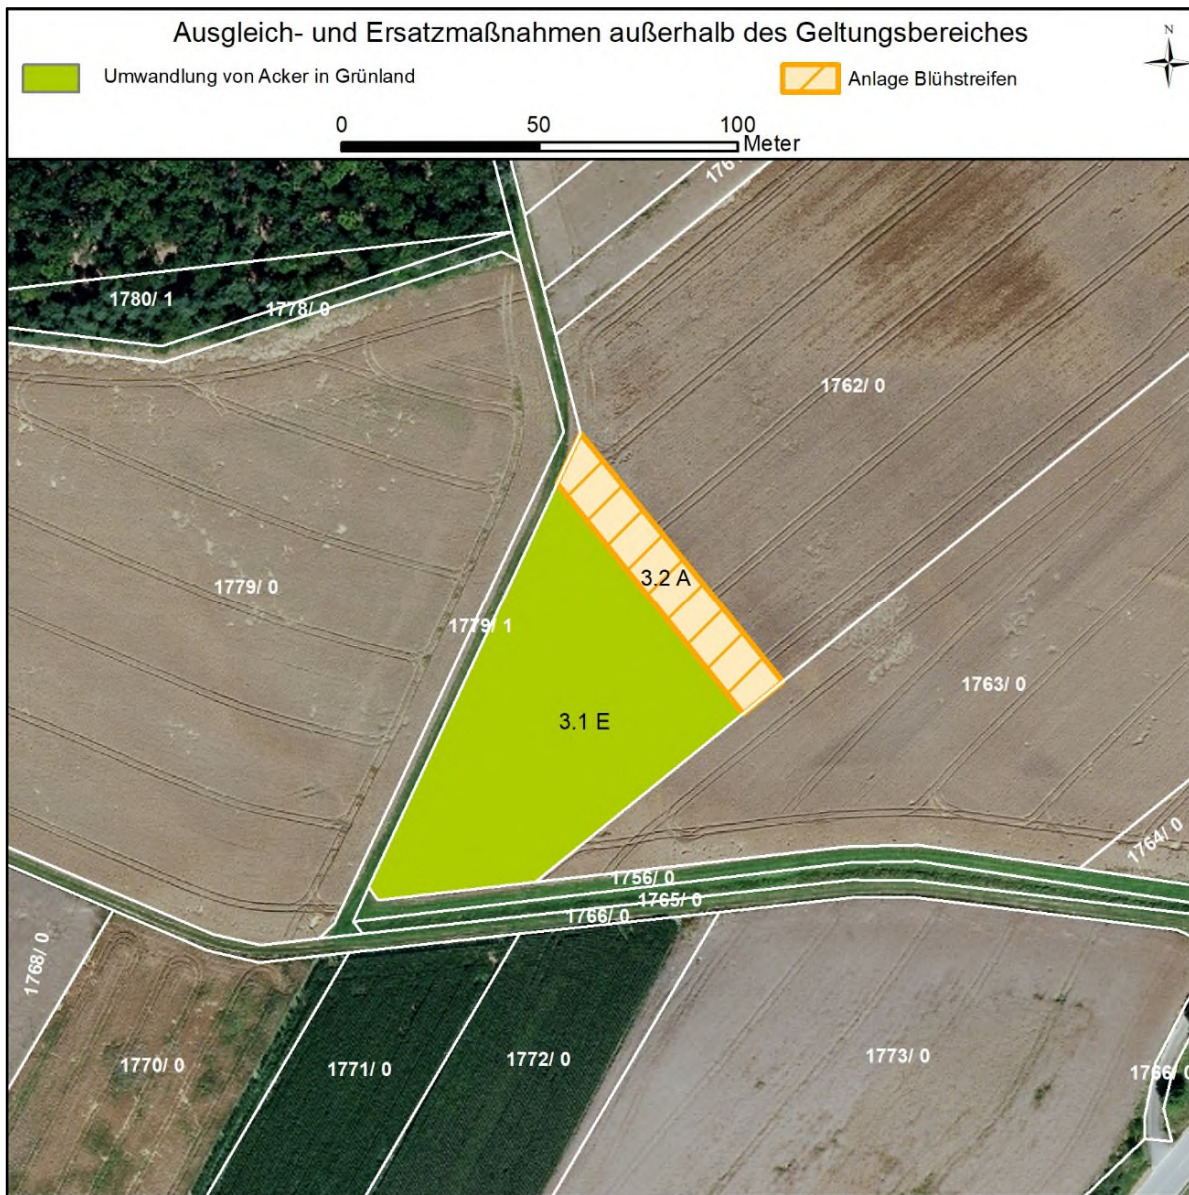 Ausgleich- und Ersatzmaßnahmen außerhalb des Geltungsbereiches
N
Umwandlung von Acker in Grünland
Anlage Blühstreifen
0 50 100
Meter
1780/ 1
1778/ 0
1762/ 0
3.2 A
1779/ 0
1779/ 1
1763/ 0
3.1 E
1764/ 0
1756/ 0
1765/ 0
1766/ 0
1768/ 0
1770/ 0
1771/ 0
1772/ 0
1773/ 0
1766/ 0